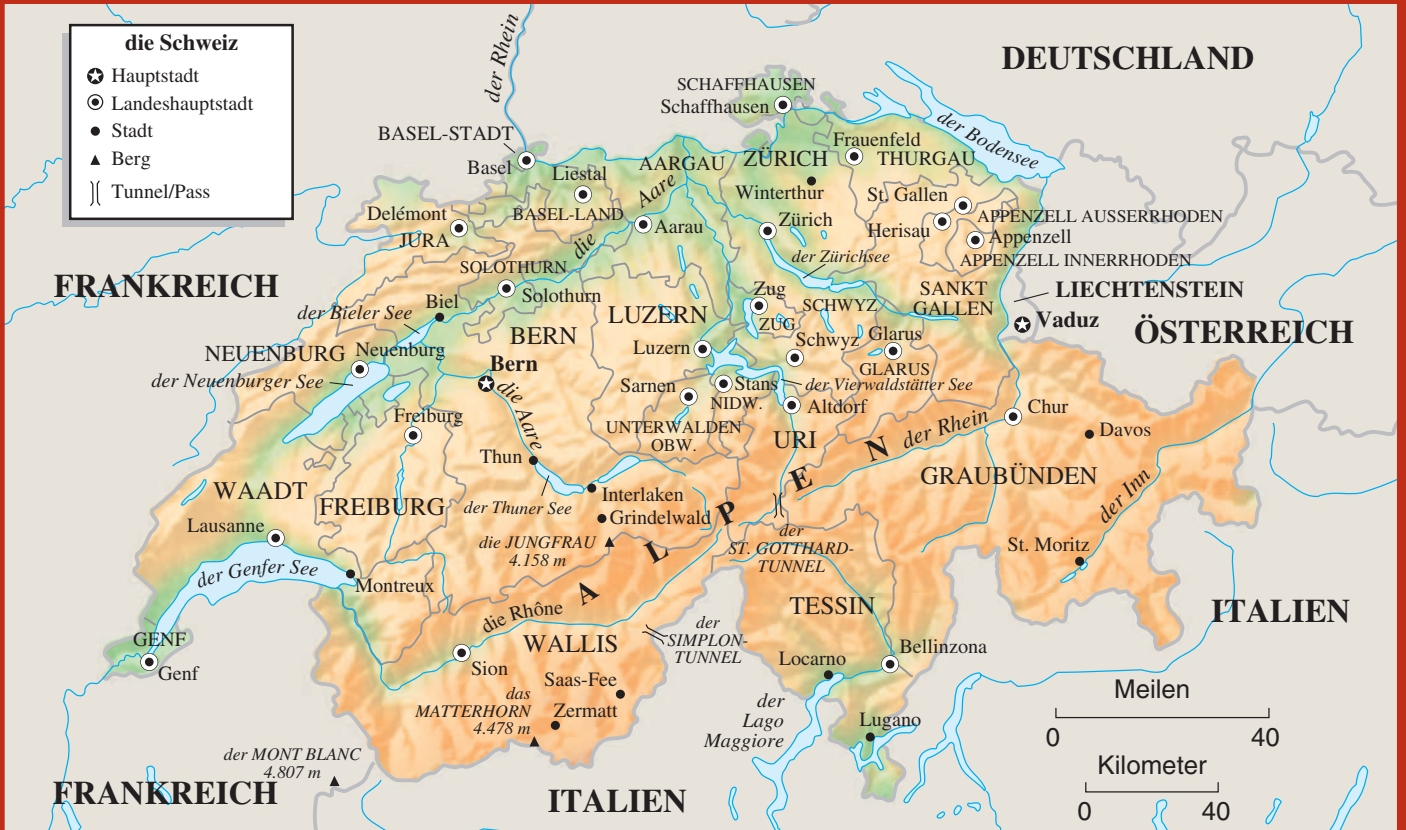 die Schweiz
Hauptstadt
Landeshauptstadt
Stadt
Berg
Tunnel/Pass
der Rhein
DEUTSCHLAND
SCHAFFHAUSEN
Schaffhausen
der Bodensee
BASEL-STADT
Basel
Liestal
AARGAU
ZÜRICH
Frauenfeld
THURGAU
Winterthur
St. Gallen
Delémont
JURA
BASEL-LAND
die Aare
Aarau
Zürich
Herisau
APPENZELL AUSSERRHODEN
Appenzell
APPENZELL INNERRHODEN
FRANKREICH
SOLOTHURN
Solothurn
der Zürichsee
SANKT
GALLEN
LIECHTENSTEIN
Vaduz
ÖSTERREICH
der Bieler See
Biel
BERN
LUZERN
Zug
ZUG
SCHWYZ
Schwyz
Glarus
GLARUS
NEUENBURG
Neuenburg
der Neuenburger See
Bern
die Aare
Luzern
Sarnen
Stans
NIDW.
der Vierwaldstätter See
Altdorf
Freiburg
UNTERWALDEN
OBW.
URI
der Rhein
Chur
Davos
GRAUBÜNDEN
der Inn
Thun
der Thuner See
Interlaken
Grindelwald
ALPEN
WAADT
FREIBURG
Lausanne
der Genfer See
Montreux
die JUNGFRAU
4.158 m
der
ST. GOTTHARD-
TUNNEL
St. Moritz
ITALIEN
TESSIN
die Rhône
WALLIS
der
SIMPLON-
TUNNEL
GENF
Genf
Sion
Saas-Fee
Zermatt
das
MATTERHORN
4.478 m
Locarno
Bellinzona
der
Lago
Maggiore
Lugano
der MONT BLANC
4.807 m
FRANKREICH
ITALIEN
Meilen
0 40
Kilometer
0 40